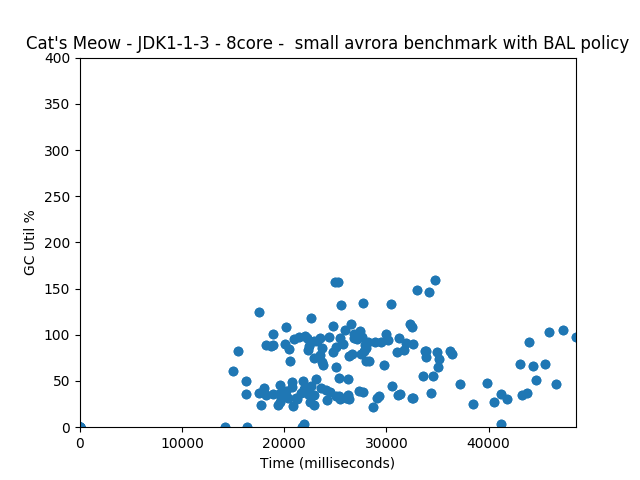 Cat's Meow - JDK1-1-3 - 8core -  small avrora benchmark with BAL policy
400
350
300
250
200
150
100
50
0
GC Util %
0 10000 20000 30000 40000
Time (milliseconds)